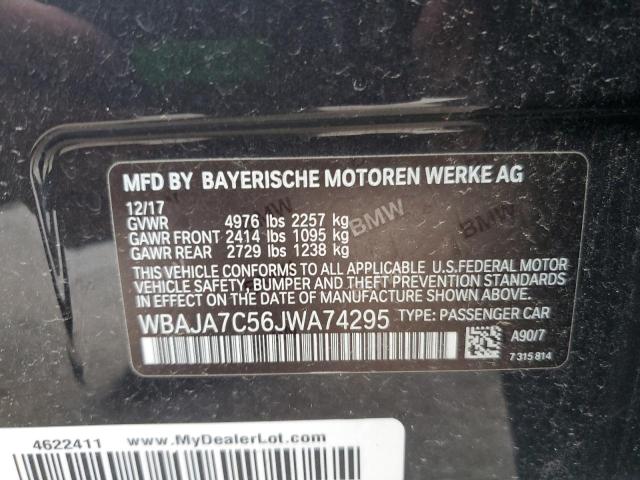 MFD BY BAYERISCHE MOTOREN WERKE AG
12/17
GVWR 4976 lbs 2257 kg
GAWR FRONT 2414 lbs 1095 kg
GAWR REAR 2729 lbs 1238 kg
THIS VEHICLE CONFORMS TO ALL APPLICABLE U.S.FEDERAL MOTOR
VEHICLE SAFETY, BUMPER AND THEFT PREVENTION STANDARDS
IN EFFECT ON THE DATE OF MANUFACTURE SHOWN ABOVE.
WBAJA7C56JWA74295 TYPE: PASSENGER CAR
A90/7
7 315 814
BMW
BMW
4622411 www.MyDealerLot.com